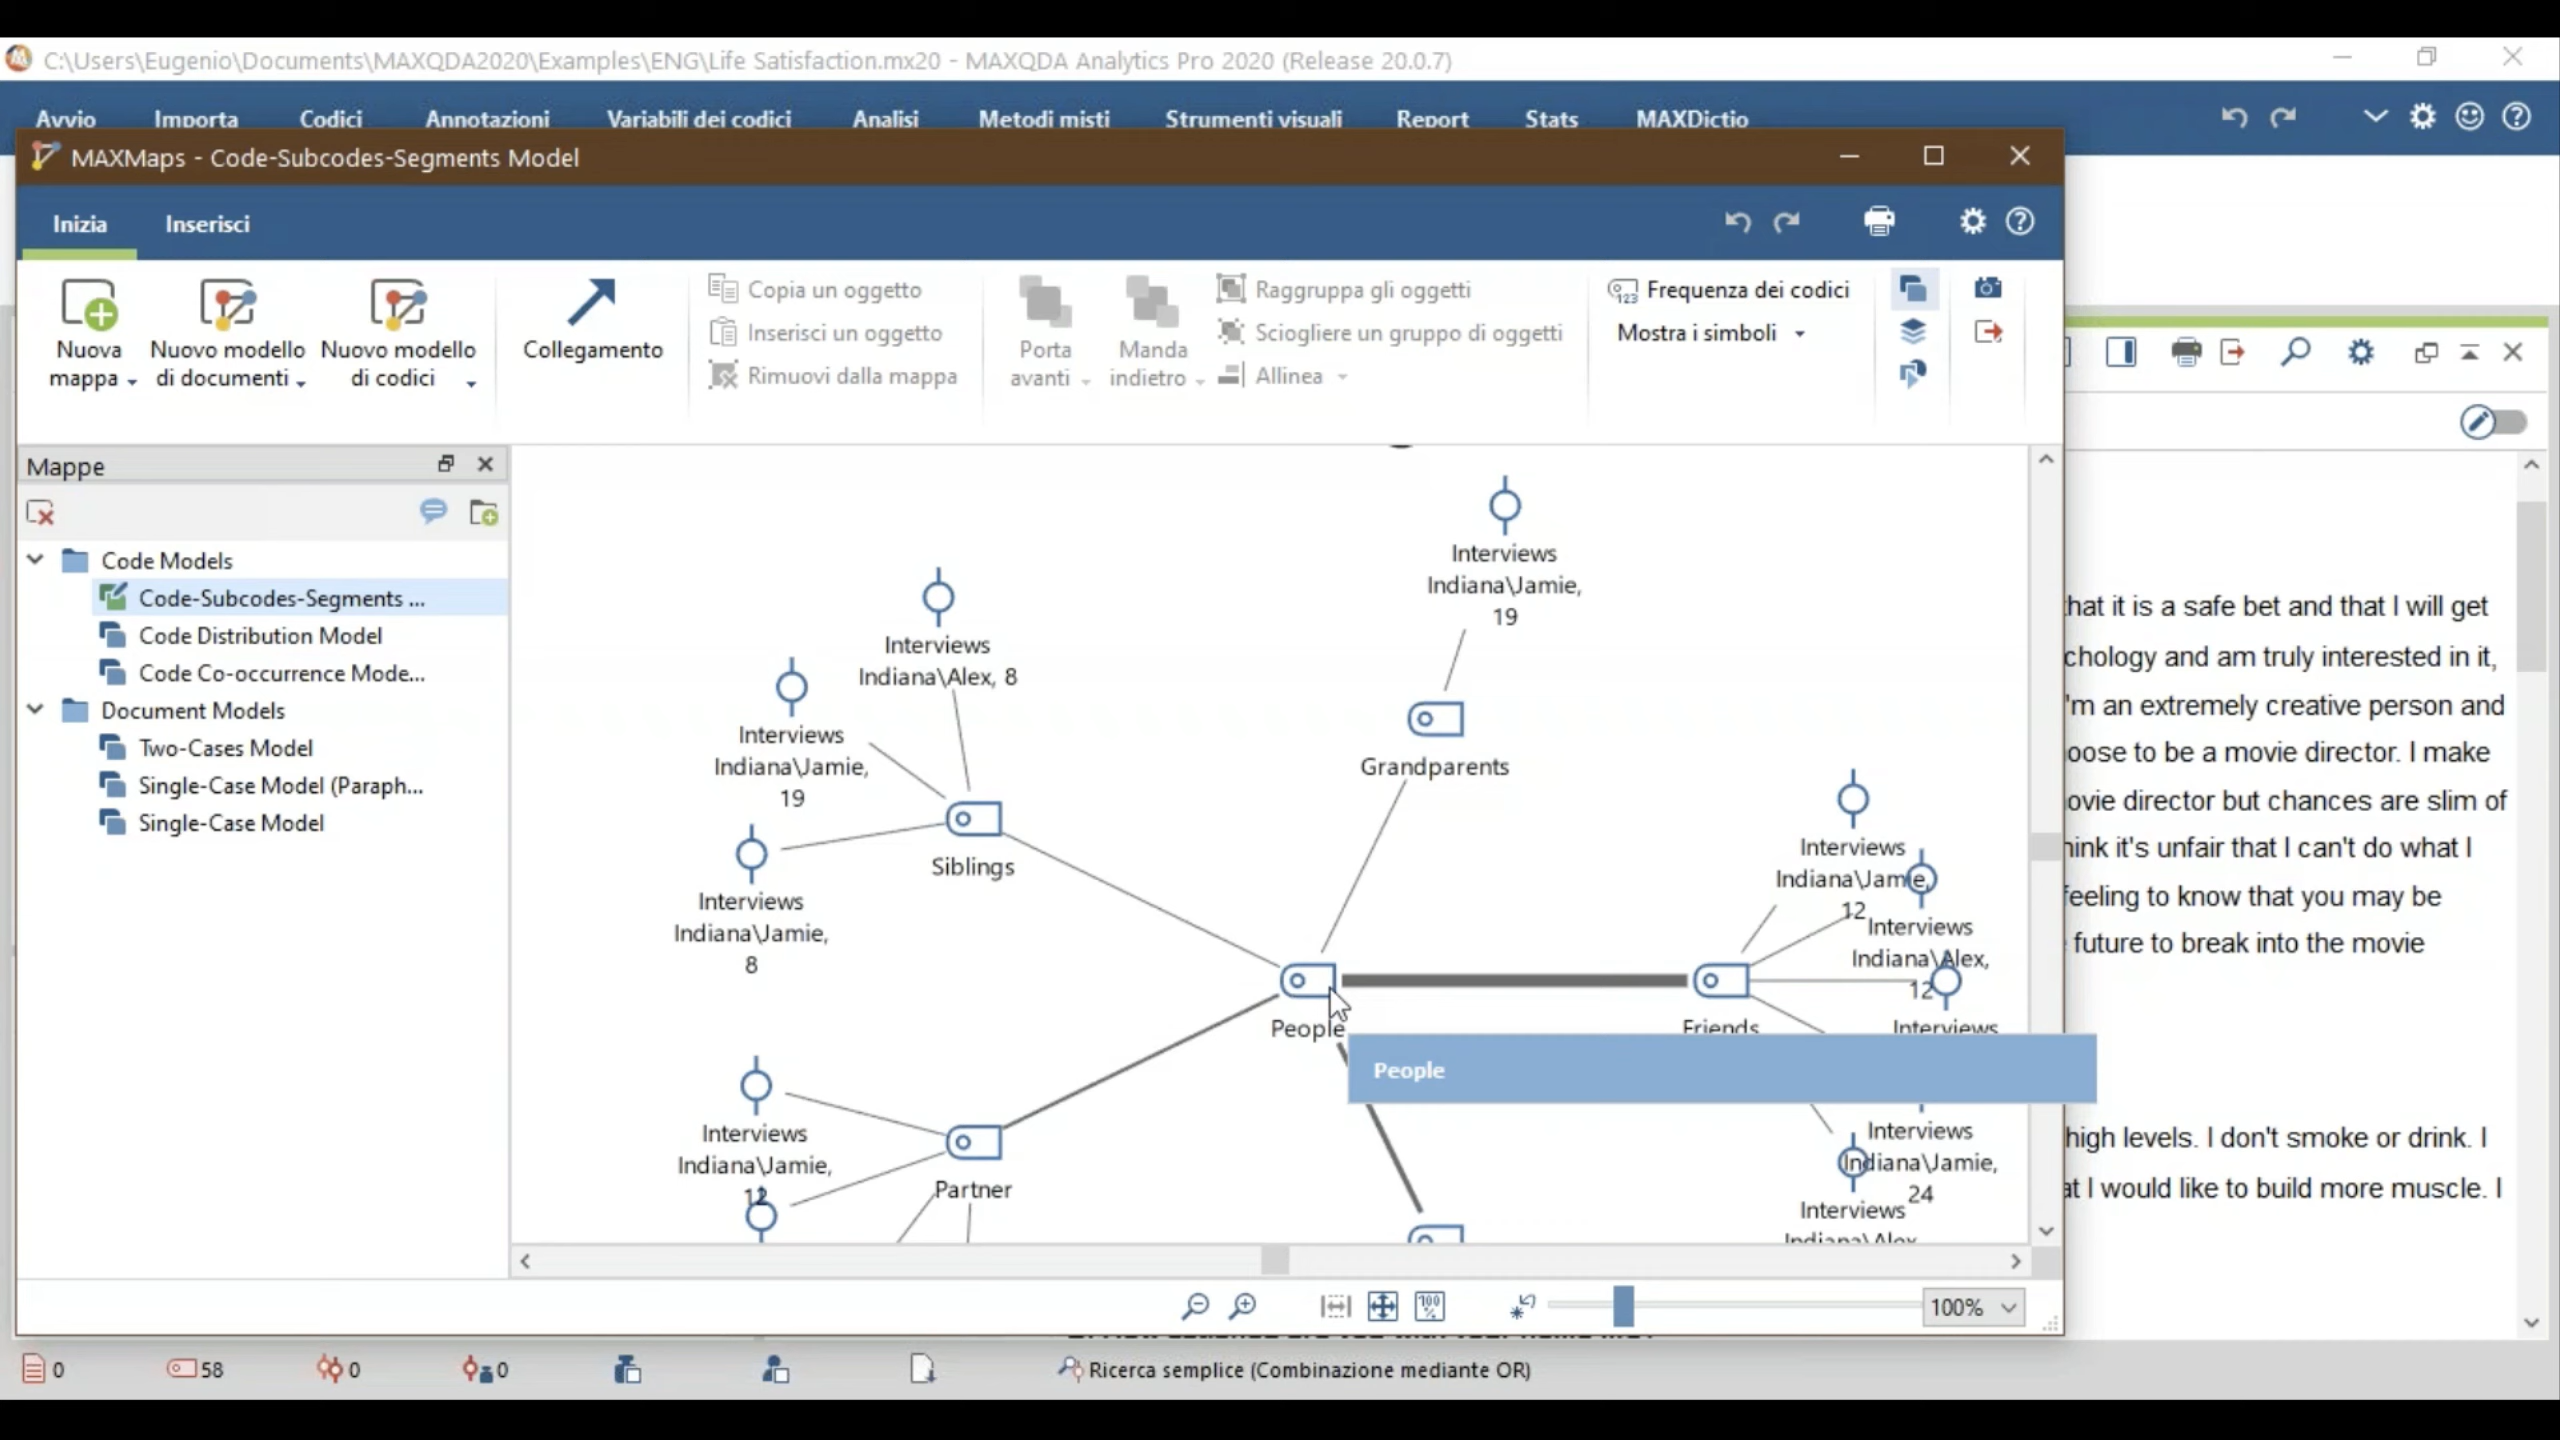 C:\Users\Eugenio\Documents\MAXQDA2020\Examples\ENG\Life Satisfaction.mx20 - MAXQDA Analytics Pro 2020 (Release 20.0.7)
Avvio Importa Codici Annotazioni Variabili dei codici Analisi Metodi misti Strumenti visuali Report Stats MAXDictio
MAXMaps - Code-Subcodes-Segments Model
Inizia Inserisci
Nuova mappa
Nuovo modello di documenti
Nuovo modello di codici
Collegamento
Copia un oggetto
Inserisci un oggetto
Rimuovi dalla mappa
Porta avanti
Manda indietro
Raggruppa gli oggetti
Sciogliere un gruppo di oggetti
Allinea
123 Frequenza dei codici
Mostra i simboli
Mappe
Code Models
Code-Subcodes-Segments ...
Code Distribution Model
Code Co-occurrence Mode...
Document Models
Two-Cases Model
Single-Case Model (Paraph...
Single-Case Model
Interviews
Indiana\Jamie,
19
Interviews
Indiana\Alex, 8
Interviews
Indiana\Jamie,
19
Grandparents
Siblings
Interviews
Indiana\Jamie,
8
Interviews
Indiana\Jamie,
12
Interviews
Indiana\Alex,
12
People
Friends
Interviews
People
Interviews
Indiana\Jamie,
12
Partner
Interviews
Indiana\Jamie,
24
Interviews
Indiana\Alex
hat it is a safe bet and that I will get
chology and am truly interested in it,
'm an extremely creative person and
oose to be a movie director. I make
ovie director but chances are slim of
hink it's unfair that I can't do what I
feeling to know that you may be
future to break into the movie
high levels. I don't smoke or drink. I
at I would like to build more muscle. I
100 %
100%
0 58 0 0 Ricerca semplice (Combinazione mediante OR)